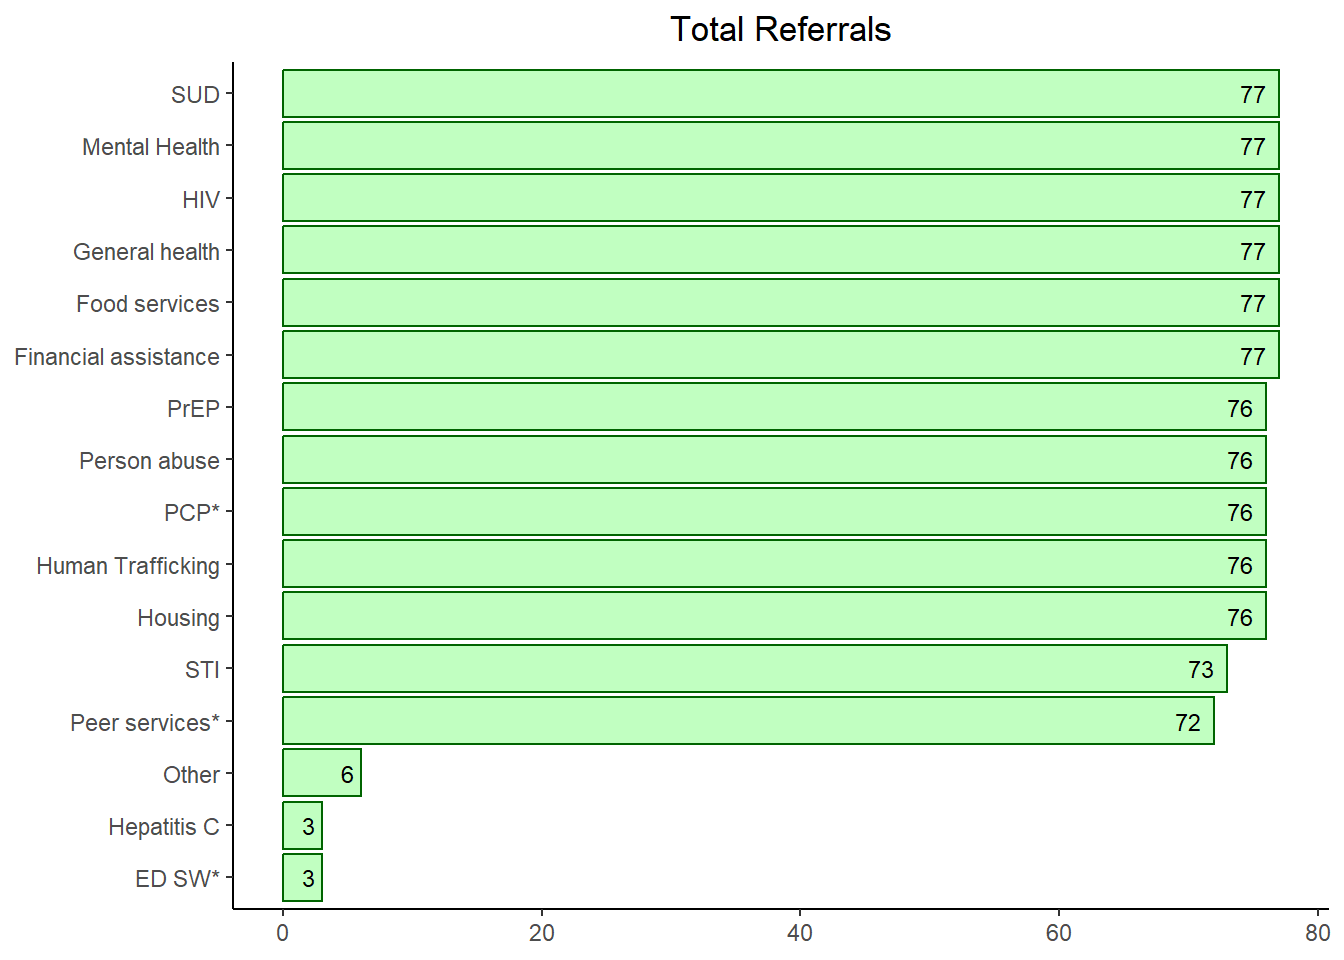 Total Referrals
SUD 77
Mental Health 77
HIV 77
General health 77
Food services 77
Financial assistance 77
PrEP 76
Person abuse 76
PCP* 76
Human Trafficking 76
Housing 76
STI 73
Peer services* 72
Other 6
Hepatitis C 3
ED SW* 3
0 20 40 60 80